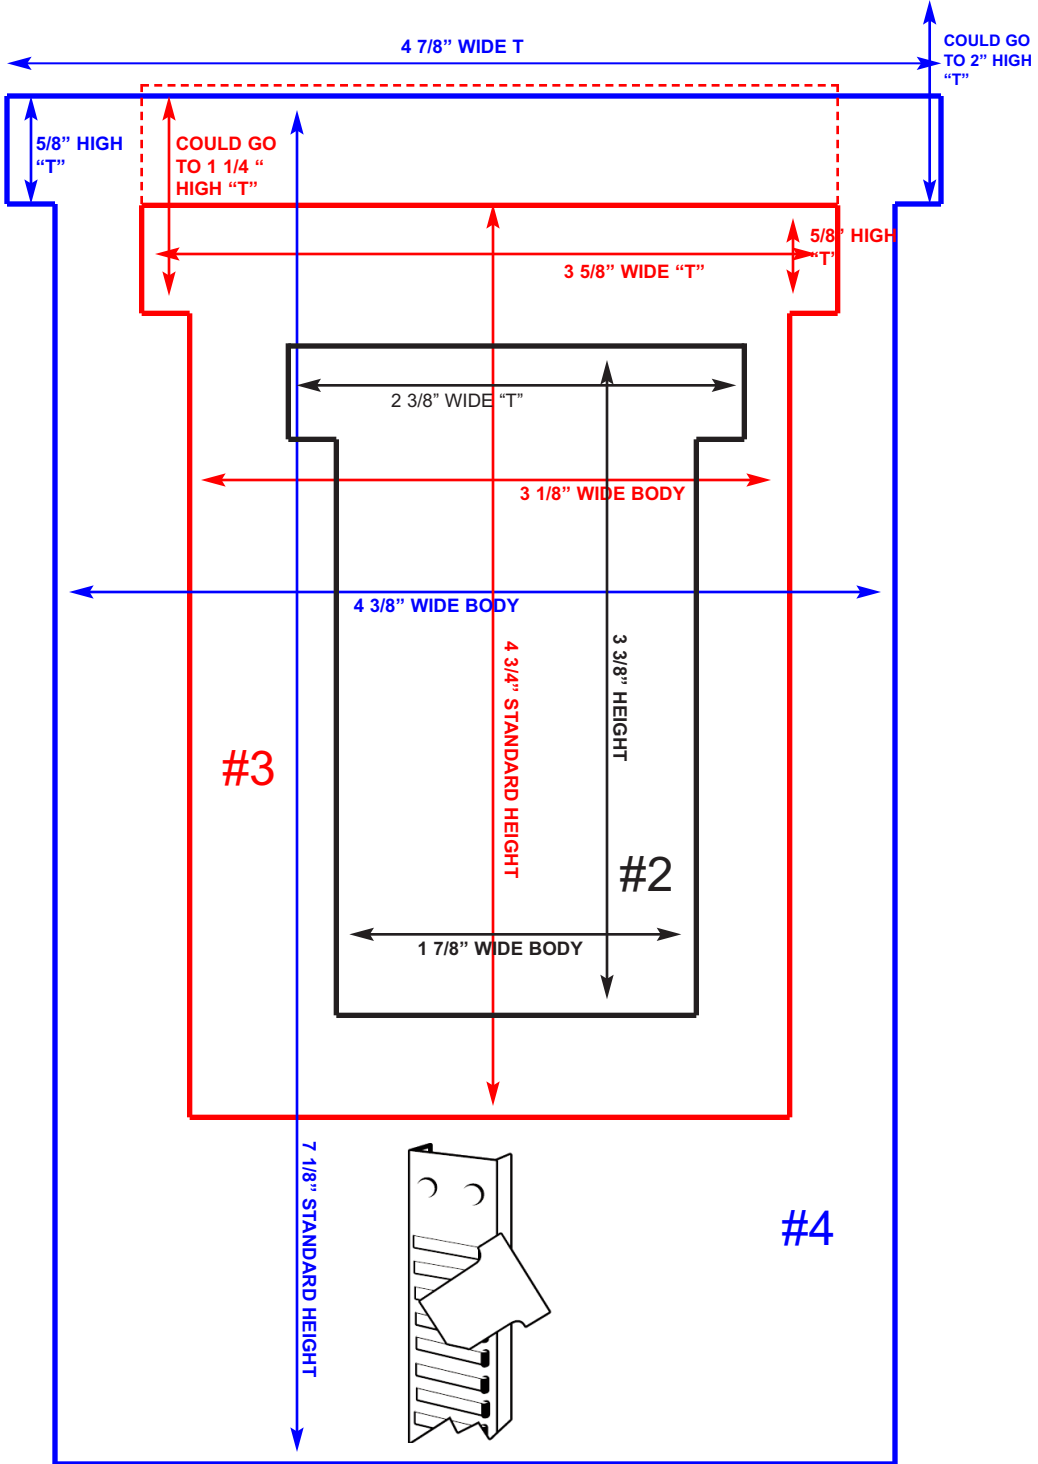 4 7/8” WIDE T
COULD GO
TO 2” HIGH
“T”
5/8” HIGH
“T”
COULD GO
TO 1 1/4 “
HIGH “T”
5/8” HIGH
“T”
3 5/8” WIDE “T”
2 3/8” WIDE “T”
3 1/8” WIDE BODY
4 3/8” WIDE BODY
4 3/4” STANDARD HEIGHT
3 3/8” HEIGHT
#3
#2
1 7/8” WIDE BODY
7 1/8” STANDARD HEIGHT
#4